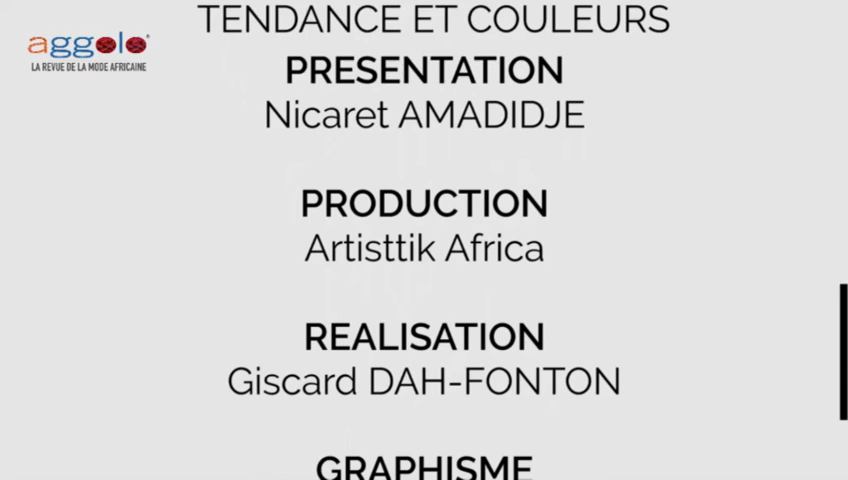 TENDANCE ET COULEURS
aggolo
LA REVUE DE LA MODE AFRICAINE
PRESENTATION
Nicaret AMADIDJE
PRODUCTION
Artisttik Africa
REALISATION
Giscard DAH-FONTON
GRAPHISME